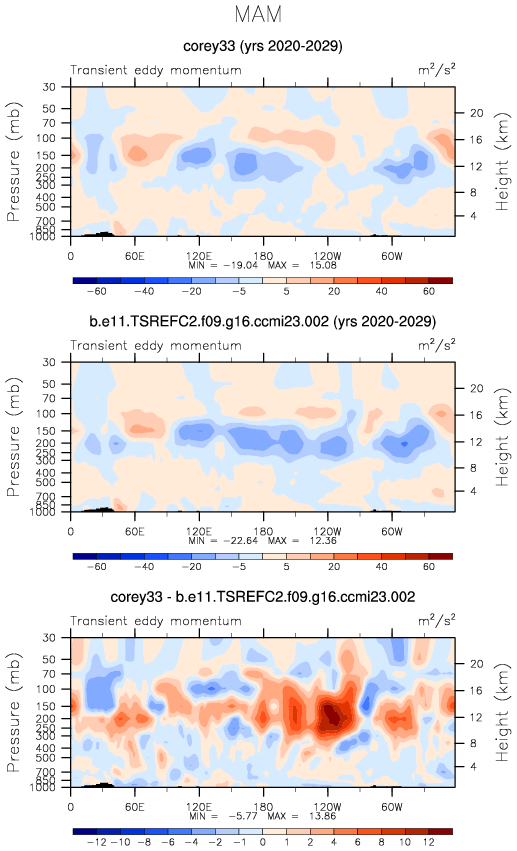 MAM
corey33 (yrs 2020-2029)
Transient eddy momentum m²/s²
Pressure (mb)
30
50
70
100
150
200
250
300
400
500
700
850
1000
20
16
12
8
4
Height (km)
0 60E 120E 180 120W 60W
MIN = -19.04 MAX = 15.08
-60 -40 -20 -5 5 20 40 60
b.e11.TSREFC2.f09.g16.ccmi23.002 (yrs 2020-2029)
Transient eddy momentum m²/s²
Pressure (mb)
30
50
70
100
150
200
250
300
400
500
700
850
1000
20
16
12
8
4
Height (km)
0 60E 120E 180 120W 60W
MIN = -22.64 MAX = 12.36
-60 -40 -20 -5 5 20 40 60
corey33 - b.e11.TSREFC2.f09.g16.ccmi23.002
Transient eddy momentum m²/s²
Pressure (mb)
30
50
70
100
150
200
250
300
400
500
700
850
1000
20
16
12
8
4
Height (km)
0 60E 120E 180 120W 60W
MIN = -5.77 MAX = 13.86
-12 -10 -8 -6 -4 -2 -1 0 1 2 4 6 8 10 12